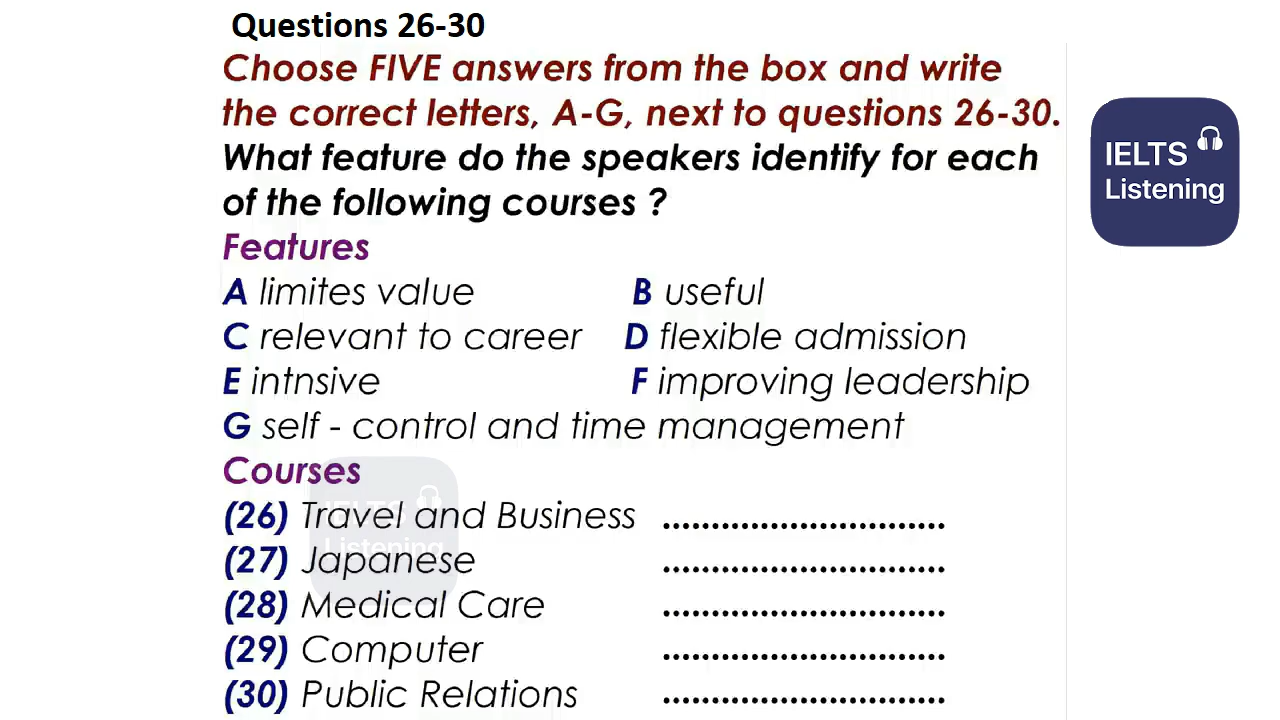 Questions 26-30
Choose FIVE answers from the box and write
the correct letters, A-G, next to questions 26-30.
What feature do the speakers identify for each
of the following courses ?
Features
A limites value B useful
C relevant to career D flexible admission
E intnsive F improving leadership
G self - control and time management
Courses
(26) Travel and Business ..............................
(27) Japanese ..............................
(28) Medical Care ..............................
(29) Computer ..............................
(30) Public Relations ..............................
IELTS
Listening
IELTS
Listening